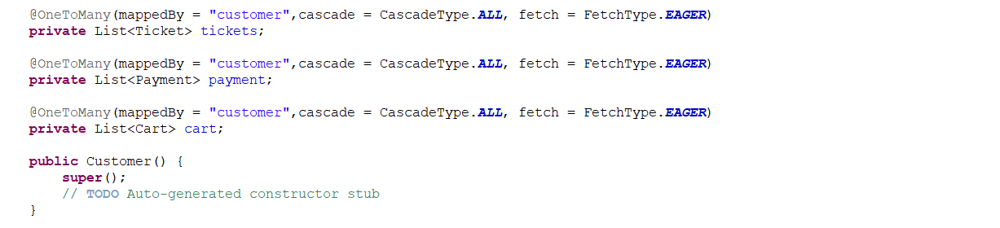 @OneToMany(mappedBy = "customer",cascade = CascadeType.ALL, fetch = FetchType.EAGER)
private List<Ticket> tickets;
@OneToMany(mappedBy = "customer",cascade = CascadeType.ALL, fetch = FetchType.EAGER)
private List<Payment> payment;
@OneToMany(mappedBy = "customer",cascade = CascadeType.ALL, fetch = FetchType.EAGER)
private List<Cart> cart;
public Customer() {
super();
// TODO Auto-generated constructor stub
}